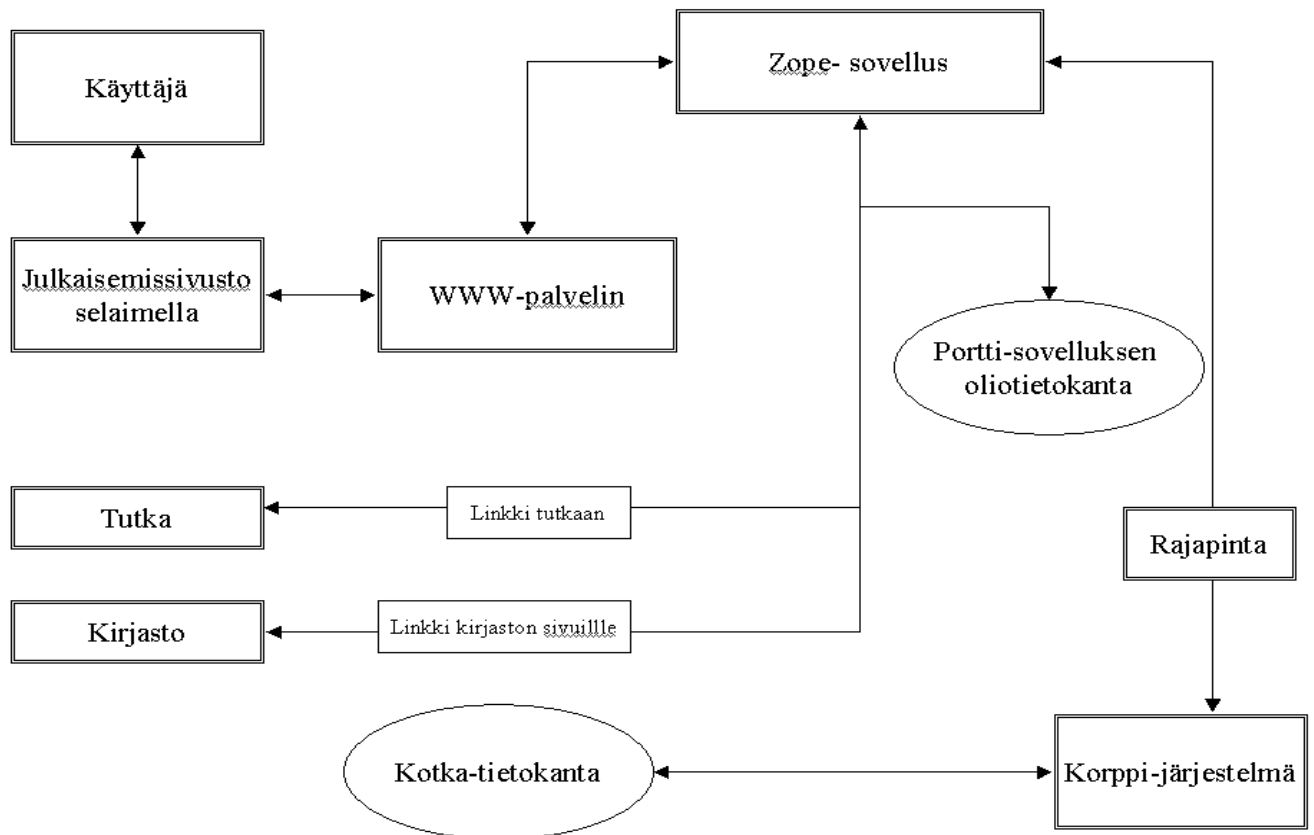 Käyttäjä
Zope- sovellus
Julkaisemissivusto
selaimella
WWW-palvelin
Portti-sovelluksen
oliotietokanta
Tutka
Linkki tutkaan
Rajapinta
Kirjasto
Linkki kirjaston sivuillle
Kotka-tietokanta
Korppi-järjestelmä